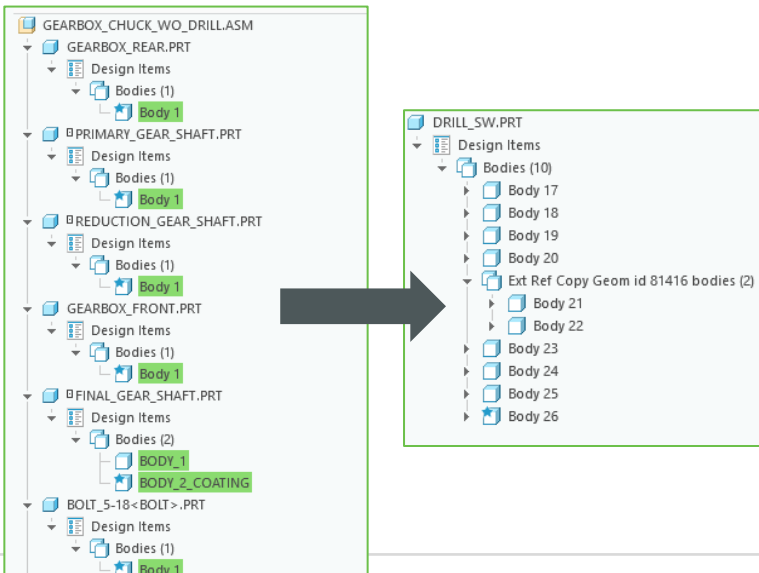 GEARBOX_CHUCK_WO_DRILL.ASM
GEARBOX_REAR.PRT
Design Items
Bodies (1)
Body 1
PRIMARY_GEAR_SHAFT.PRT
Design Items
Bodies (1)
Body 1
REDUCTION_GEAR_SHAFT.PRT
Design Items
Bodies (1)
Body 1
GEARBOX_FRONT.PRT
Design Items
Bodies (1)
Body 1
FINAL_GEAR_SHAFT.PRT
Design Items
Bodies (2)
BODY_1
BODY_2_COATING
BOLT_5-18<BOLT>.PRT
Design Items
Bodies (1)
Body 1
DRILL_SW.PRT
Design Items
Bodies (10)
Body 17
Body 18
Body 19
Body 20
Ext Ref Copy Geom id 81416 bodies (2)
Body 21
Body 22
Body 23
Body 24
Body 25
Body 26